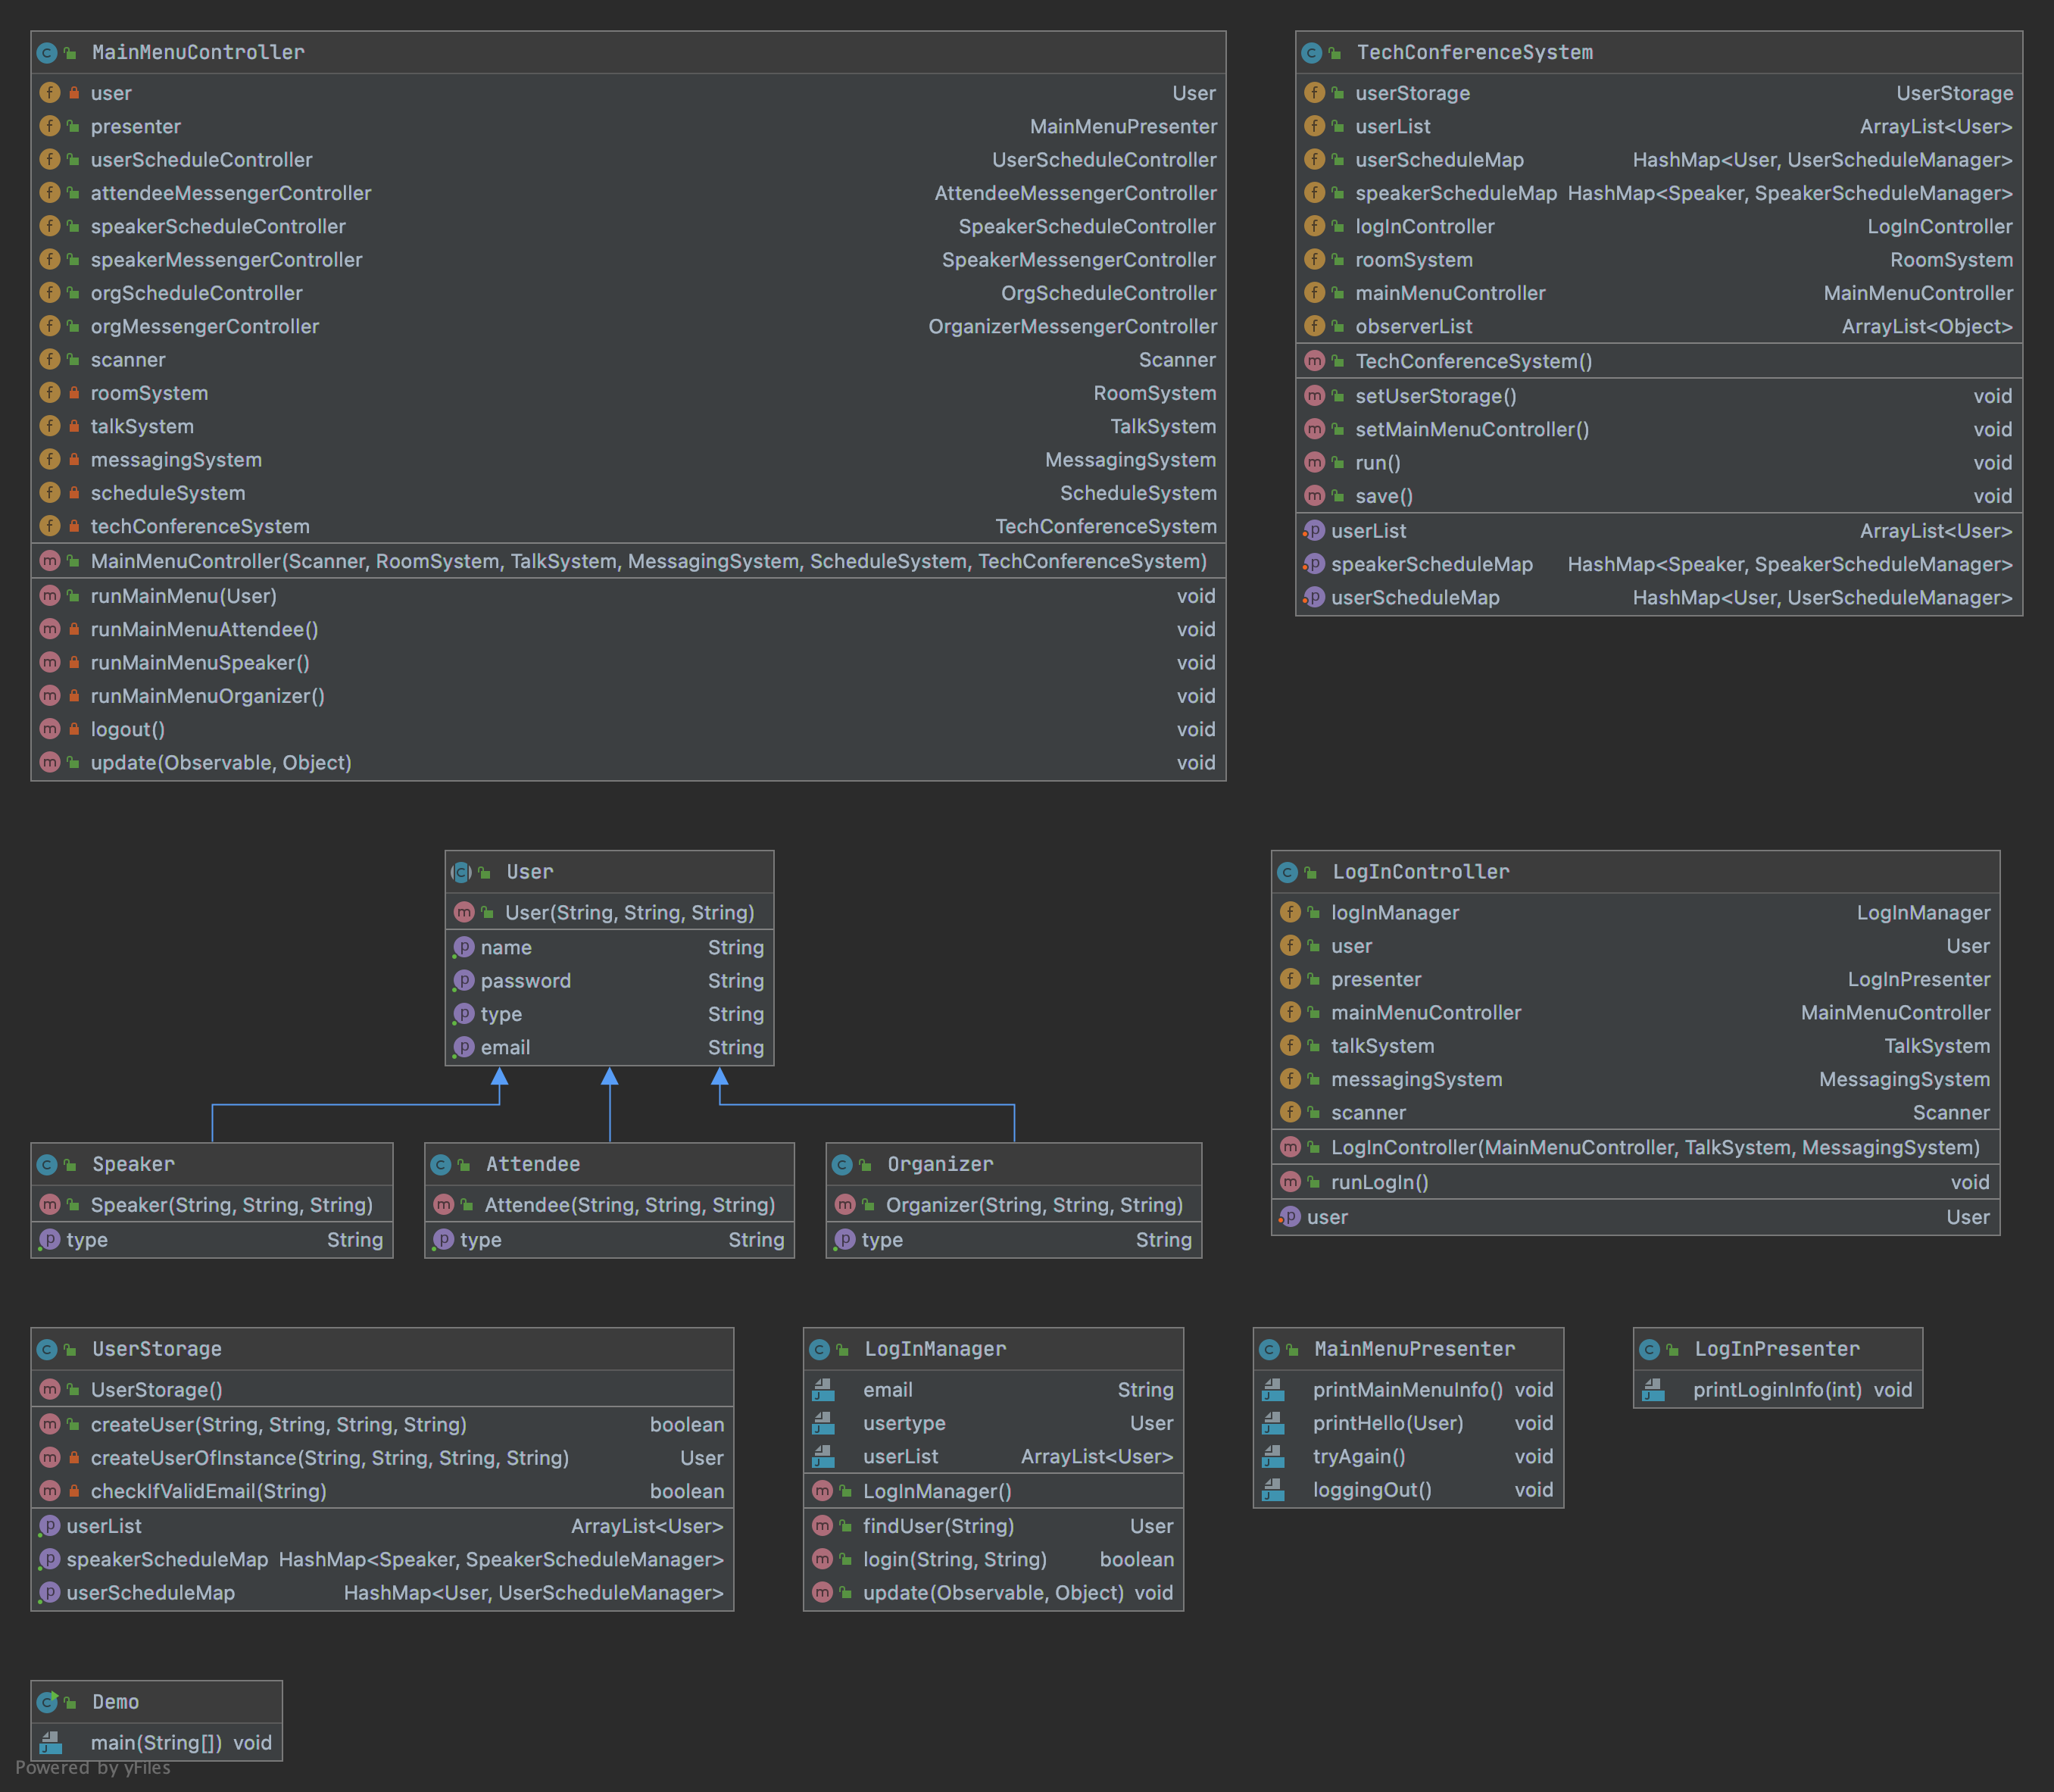 MainMenuController
user User
presenter MainMenuPresenter
userScheduleController UserScheduleController
attendeeMessengerController AttendeeMessengerController
speakerScheduleController SpeakerScheduleController
speakerMessengerController SpeakerMessengerController
orgScheduleController OrgScheduleController
orgMessengerController OrganizerMessengerController
scanner Scanner
roomSystem RoomSystem
talkSystem TalkSystem
messagingSystem MessagingSystem
scheduleSystem ScheduleSystem
techConferenceSystem TechConferenceSystem
MainMenuController(Scanner, RoomSystem, TalkSystem, MessagingSystem, ScheduleSystem, TechConferenceSystem)
runMainMenu(User) void
runMainMenuAttendee() void
runMainMenuSpeaker() void
runMainMenuOrganizer() void
logout() void
update(Observable, Object) void
TechConferenceSystem
userStorage UserStorage
userList ArrayList<User>
userScheduleMap HashMap<User, UserScheduleManager>
speakerScheduleMap HashMap<Speaker, SpeakerScheduleManager>
logInController LogInController
roomSystem RoomSystem
mainMenuController MainMenuController
observerList ArrayList<Object>
TechConferenceSystem()
setUserStorage() void
setMainMenuController() void
run() void
save() void
userList ArrayList<User>
speakerScheduleMap HashMap<Speaker, SpeakerScheduleManager>
userScheduleMap HashMap<User, UserScheduleManager>
User
User(String, String, String)
name String
password String
type String
email String
LogInController
logInManager LogInManager
user User
presenter LogInPresenter
mainMenuController MainMenuController
talkSystem TalkSystem
messagingSystem MessagingSystem
scanner Scanner
LogInController(MainMenuController, TalkSystem, MessagingSystem)
runLogIn() void
user User
Speaker
Speaker(String, String, String)
type String
Attendee
Attendee(String, String, String)
type String
Organizer
Organizer(String, String, String)
type String
UserStorage
UserStorage()
createUser(String, String, String, String) boolean
createUserOfInstance(String, String, String, String) User
checkIfValidEmail(String) boolean
userList ArrayList<User>
speakerScheduleMap HashMap<Speaker, SpeakerScheduleManager>
userScheduleMap HashMap<User, UserScheduleManager>
LogInManager
email String
usertype User
userList ArrayList<User>
LogInManager()
findUser(String) User
login(String, String) boolean
update(Observable, Object) void
MainMenuPresenter
printMainMenuInfo() void
printHello(User) void
tryAgain() void
loggingOut() void
LogInPresenter
printLoginInfo(int) void
Demo
main(String[]) void
Powered by yFiles